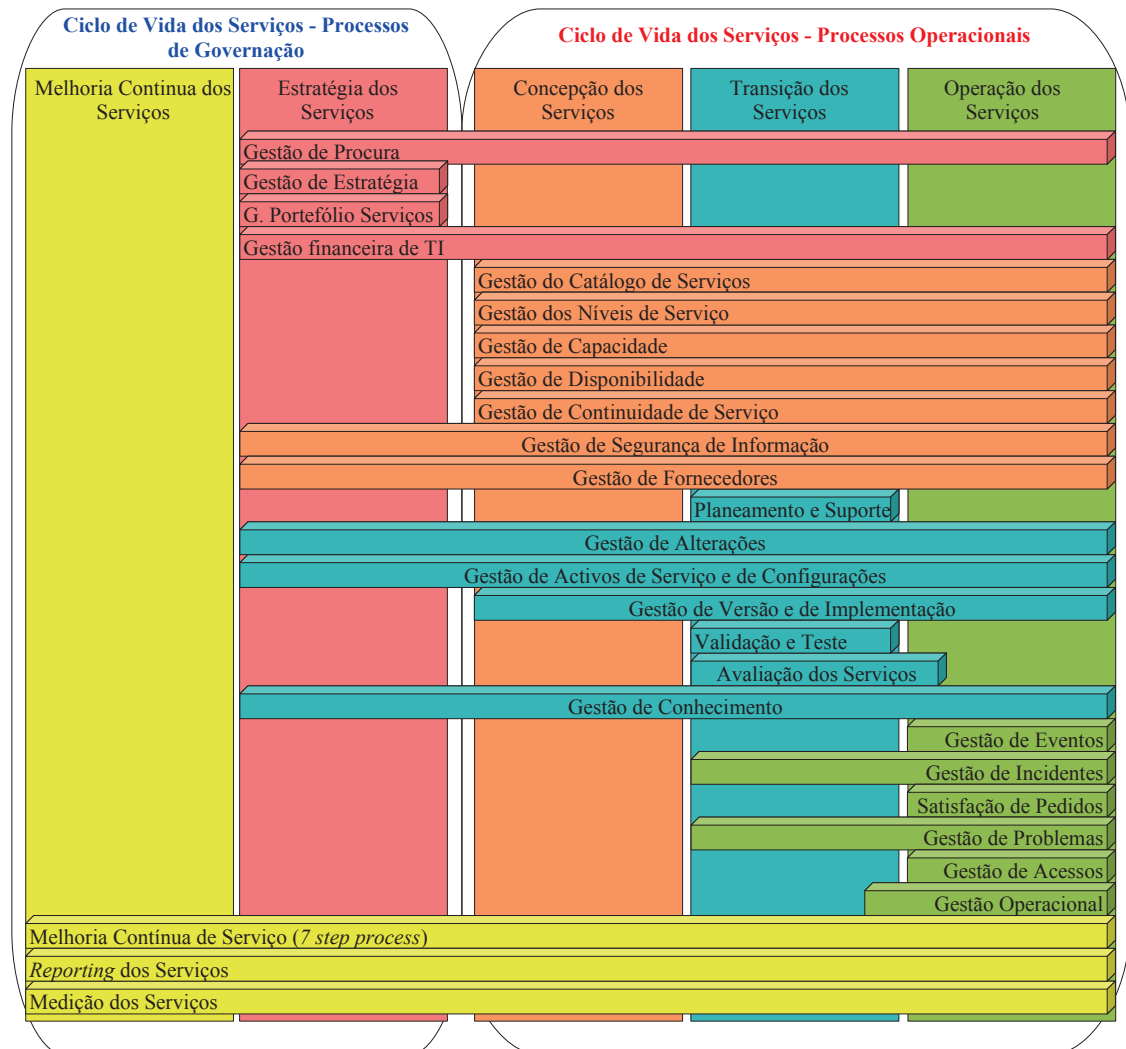 Ciclo de Vida dos Serviços - Processos
de Governação
Ciclo de Vida dos Serviços - Processos Operacionais
Melhoria Continua dos
Serviços
Estratégia dos
Serviços
Concepção dos
Serviços
Transição dos
Serviços
Operação dos
Serviços
Gestão de Procura
Gestão de Estratégia
G. Portefólio Serviços
Gestão financeira de TI
Gestão do Catálogo de Serviços
Gestão dos Níveis de Serviço
Gestão de Capacidade
Gestão de Disponibilidade
Gestão de Continuidade de Serviço
Gestão de Segurança de Informação
Gestão de Fornecedores
Planeamento e Suporte
Gestão de Alterações
Gestão de Activos de Serviço e de Configurações
Gestão de Versão e de Implementação
Validação e Teste
Avaliação dos Serviços
Gestão de Conhecimento
Gestão de Eventos
Gestão de Incidentes
Satisfação de Pedidos
Gestão de Problemas
Gestão de Acessos
Gestão Operacional
Melhoria Contínua de Serviço (7 step process)
Reporting dos Serviços
Medição dos Serviços